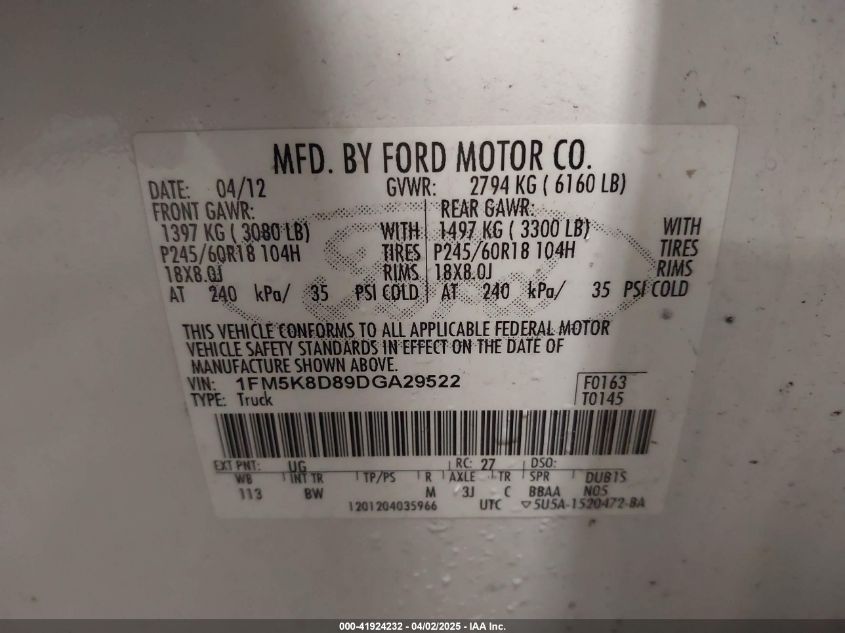 MFD. BY FORD MOTOR CO.
DATE: 04/12 GVWR: 2794 KG ( 6160 LB)
FRONT GAWR: REAR GAWR:
1397 KG ( 3080 LB) WITH 1497 KG ( 3300 LB) WITH
P245/60R18 104H TIRES P245/60R18 104H TIRES
18X8.0J RIMS 18X8.0J RIMS
AT 240 kPa/ 35 PSI COLD AT 240 kPa/ 35 PSI COLD
THIS VEHICLE CONFORMS TO ALL APPLICABLE FEDERAL MOTOR
VEHICLE SAFETY STANDARDS IN EFFECT ON THE DATE OF
MANUFACTURE SHOWN ABOVE.
VIN: 1FM5K8D89DGA29522 F0163
TYPE: Truck T0145
EXT PNT: UG RC: 27 DSO:
WB INT TR TP/PS R AXLE TR SPR DUB1S
113 BW M 3J C BBAA N05
1201204035966 UTC ▽5U5A-1520472-BA
000-41924232 - 04/02/2025 - IAA Inc.